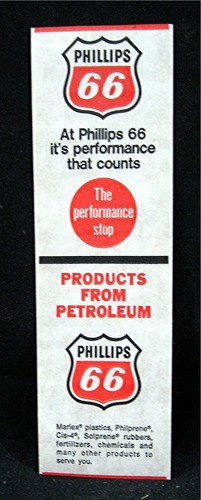 PHILLIPS
66
At Phillips 66
it's performance
that counts
The
performance
stop
PRODUCTS
FROM
PETROLEUM
PHILLIPS
66
Marlex® plastics, Philprene®,
Cis-4®, Solprene® rubbers,
fertilizers, chemicals and
many other products to
serve you.